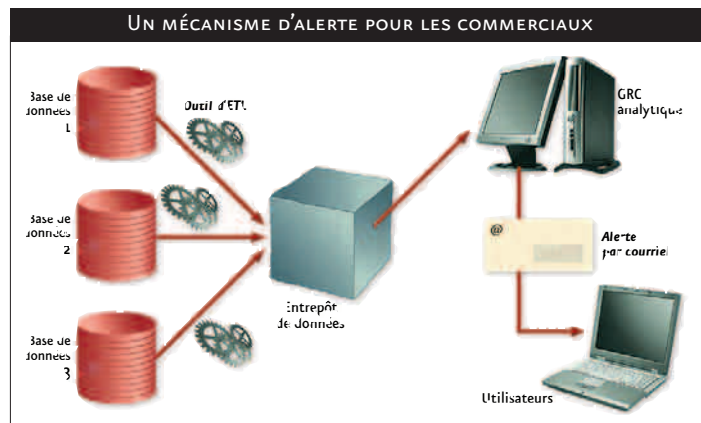 UN MÉCANISME D'ALERTE POUR LES COMMERCIAUX
Base de
données
1
Outil d'ETL
Base de
données
2
Base de
données
3
Entrepôt
de données
GRC
analytique
@
Alerte
par courriel
Utilisateurs